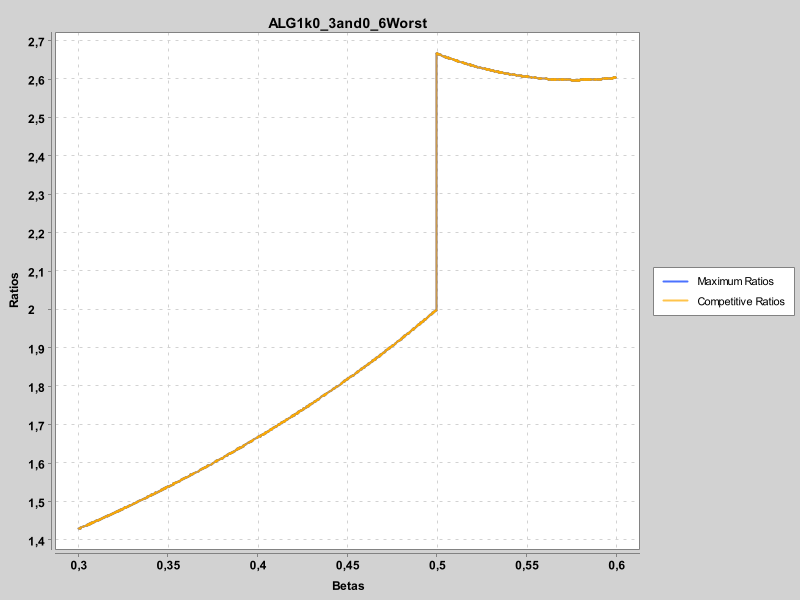 ALG1k0_3and0_6Worst
2,7
2,6
2,5
2,4
2,3
2,2
2,1
2
1,9
1,8
1,7
1,6
1,5
1,4
Ratios
0,3 0,35 0,4 0,45 0,5 0,55 0,6
Betas
Maximum Ratios
Competitive Ratios